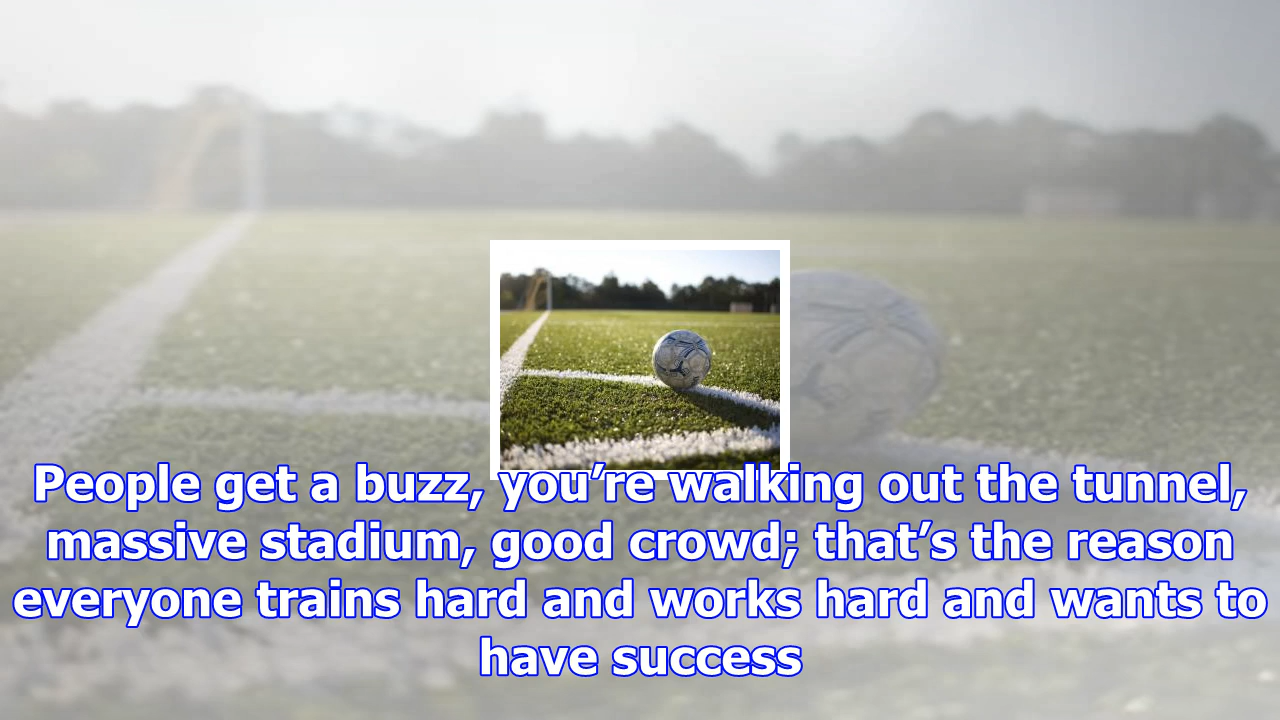 People get a buzz, you’re walking out the tunnel,
massive stadium, good crowd; that’s the reason
everyone trains hard and works hard and wants to
have success